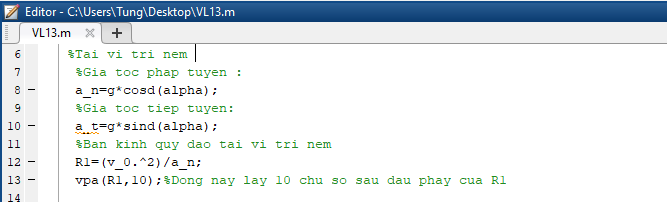 Editor - C:\Users\Tung\Desktop\VL13.m
VL13.m
6 %Tai vi tri nem
7 %Gia toc phap tuyen :
8 - a_n=g*cosd(alpha);
9 %Gia toc tiep tuyen:
10 - a_t=g*sind(alpha);
11 %Ban kinh quy dao tai vi tri nem
12 - R1=(v_0.^2)/a_n;
13 - vpa(R1,10);%Dong nay lay 10 chu so sau dau phay cua R1
14